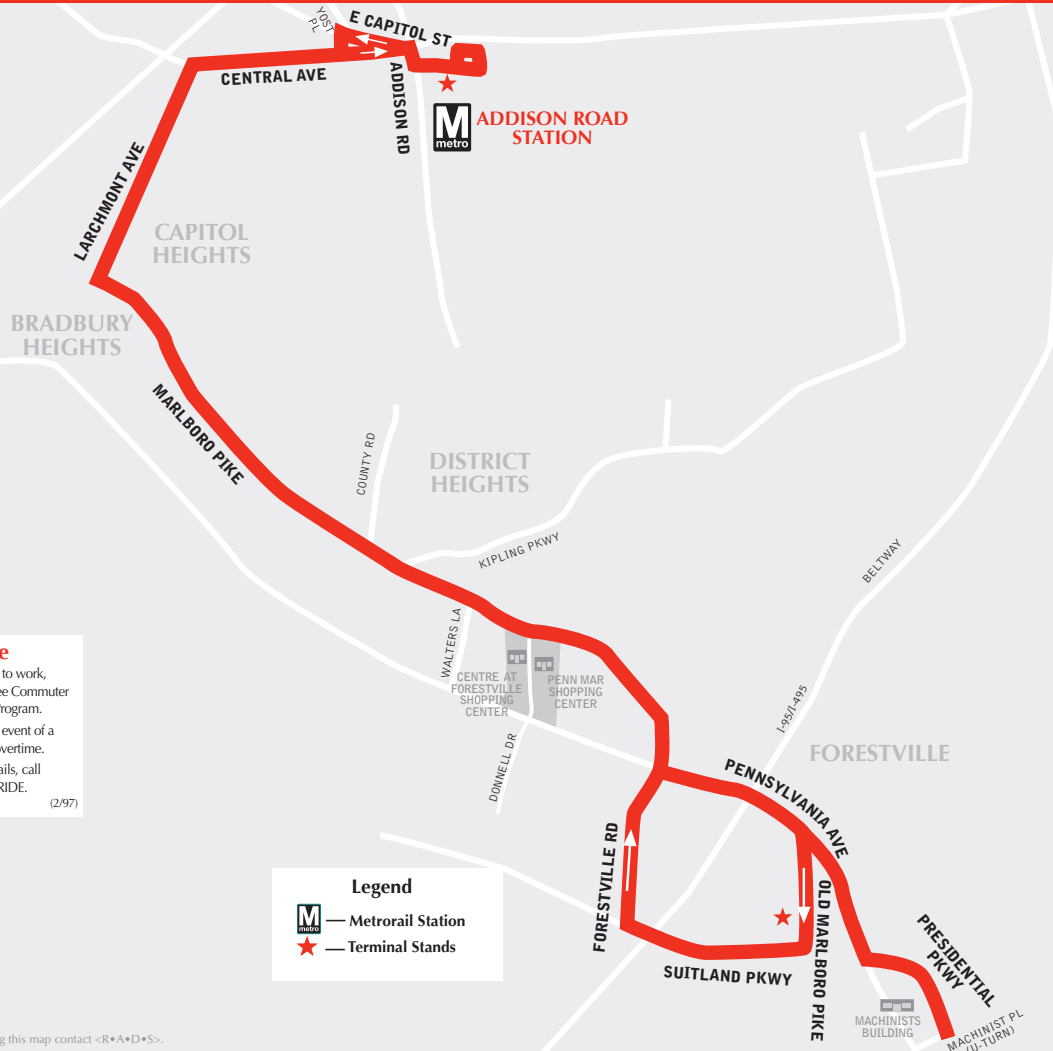 YOST
PL
E CAPITOL ST
CENTRAL AVE
ADDISON RD
M
metro
ADDISON ROAD
STATION
LARCHMONT AVE
CAPITOL
HEIGHTS
BRADBURY
HEIGHTS
MARLBORO PIKE
COUNTY RD
DISTRICT
HEIGHTS
KIPLING PKWY
BELTWAY
WALTERS LA
CENTRE AT
FORESTVILLE
SHOPPING
CENTER
PENN MAR
SHOPPING
CENTER
I-95/I-495
FORESTVILLE
DONNELL DR
PENNSYLVANIA AVE
e
to work,
ee Commuter
Program.
event of a
vertime.
ails, call
RIDE.
(2/97)
FORESTVILLE RD
OLD MARLBORO PIKE
SUITLAND PKWY
PRESIDENTIAL
PKWY
MACHINISTS
BUILDING
MACHINIST PL
(U-TURN)
Legend
M
metro
— Metrorail Station
— Terminal Stands
g this map contact <R•A•D•S>.